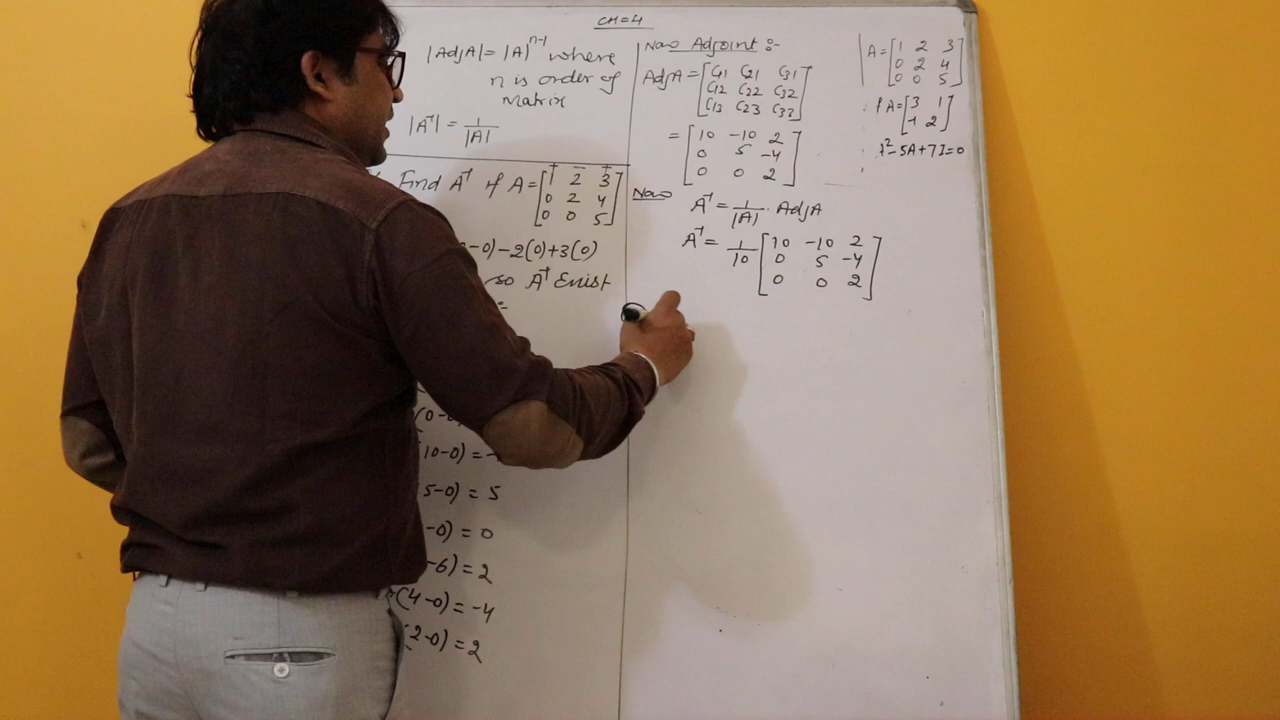 CH=4
|AdjA| = |A|^{n-1} where
n is order of
matrix
|A⁻¹| = 1/|A|
Find A⁻¹ if A = [1 2 3
0 2 4
0 0 5]
-0) -2(0)+3(0)
so A⁻¹ Exist
(0-0
(10-0) = -
(5-0) = 5
-0) = 0
-6) = 2
(4-0) = -4
(2-0) = 2
Now Adjoint :-
AdjA = [C11 C21 C31
C12 C22 C32
C13 C23 C33]
= [10 -10 2
0 5 -4
0 0 2]
Now
A⁻¹ = 1/|A| . AdjA
A⁻¹ = 1/10 [10 -10 2
0 5 -4
0 0 2]
A = [1 2 3
0 2 4
0 0 5]
f A = [3 1
-1 2]
²-5A+7I=0